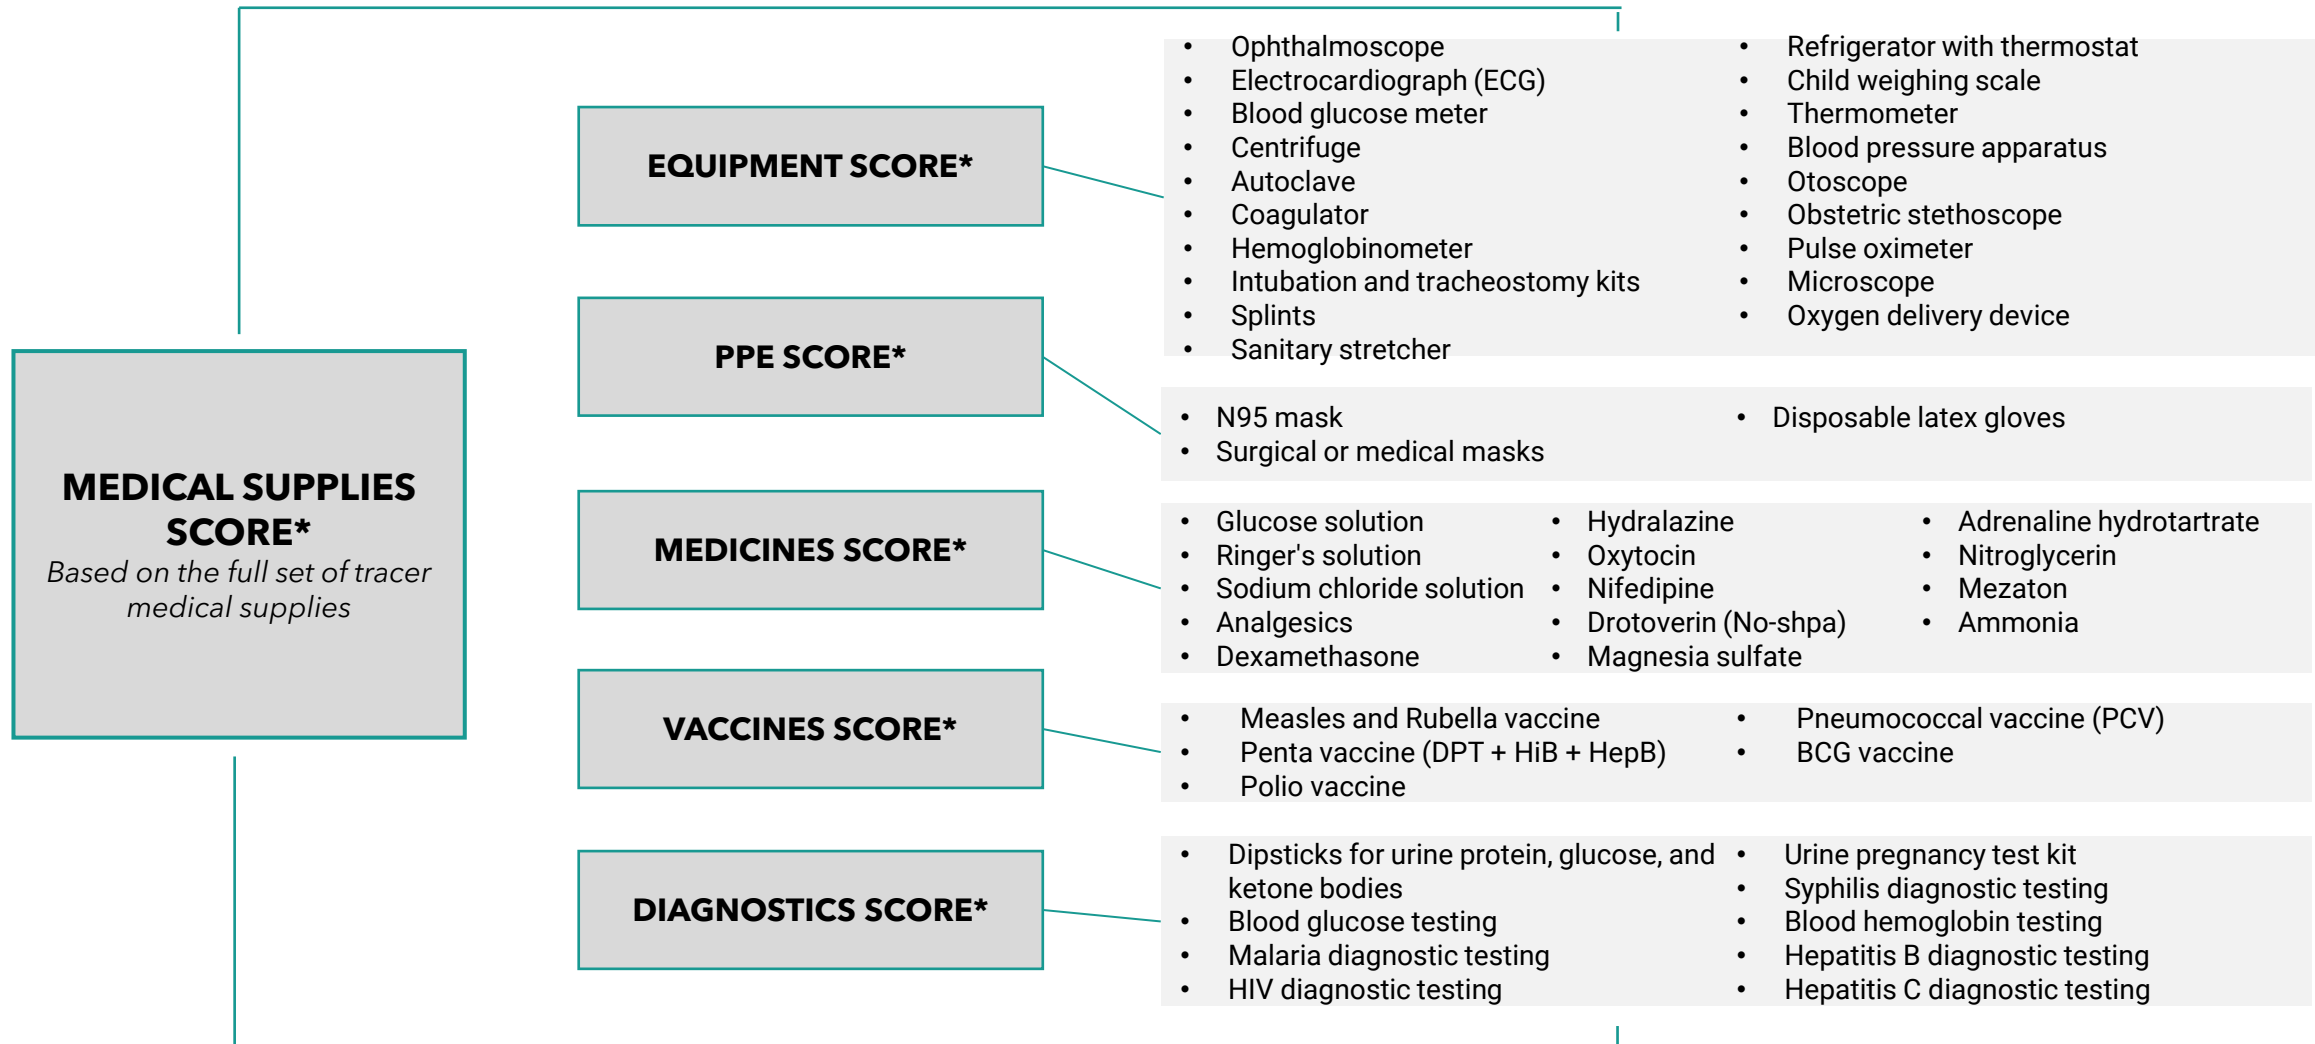 MEDICAL SUPPLIES
SCORE*
Based on the full set of tracer
medical supplies
EQUIPMENT SCORE*
• Ophthalmoscope
• Electrocardiograph (ECG)
• Blood glucose meter
• Centrifuge
• Autoclave
• Coagulator
• Hemoglobinometer
• Intubation and tracheostomy kits
• Splints
• Sanitary stretcher
• Refrigerator with thermostat
• Child weighing scale
• Thermometer
• Blood pressure apparatus
• Otoscope
• Obstetric stethoscope
• Pulse oximeter
• Microscope
• Oxygen delivery device
PPE SCORE*
• N95 mask
• Surgical or medical masks
• Disposable latex gloves
MEDICINES SCORE*
• Glucose solution
• Ringer's solution
• Sodium chloride solution
• Analgesics
• Dexamethasone
• Hydralazine
• Oxytocin
• Nifedipine
• Drotoverin (No-shpa)
• Magnesia sulfate
• Adrenaline hydrotartrate
• Nitroglycerin
• Mezaton
• Ammonia
VACCINES SCORE*
• Measles and Rubella vaccine
• Penta vaccine (DPT + HiB + HepB)
• Polio vaccine
• Pneumococcal vaccine (PCV)
• BCG vaccine
DIAGNOSTICS SCORE*
• Dipsticks for urine protein, glucose, and
ketone bodies
• Blood glucose testing
• Malaria diagnostic testing
• HIV diagnostic testing
• Urine pregnancy test kit
• Syphilis diagnostic testing
• Blood hemoglobin testing
• Hepatitis B diagnostic testing
• Hepatitis C diagnostic testing